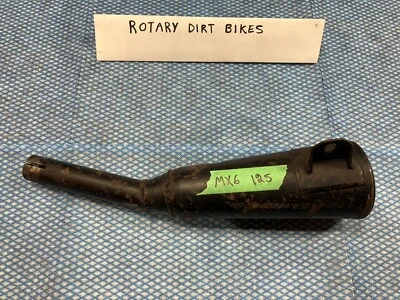 ROTARY DIRT BIKES
MX6 125